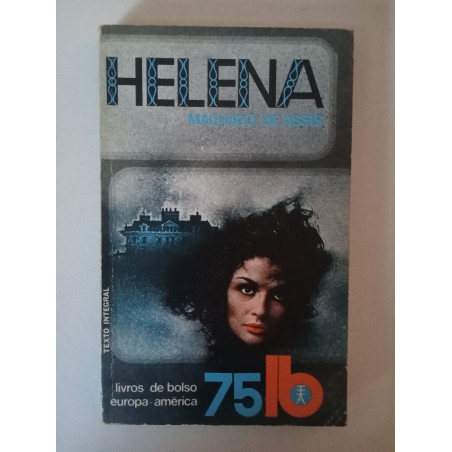 HELENA
MACHADO DE ASSIS
TEXTO INTEGRAL
livros de bolso
europa-américa
75 lb